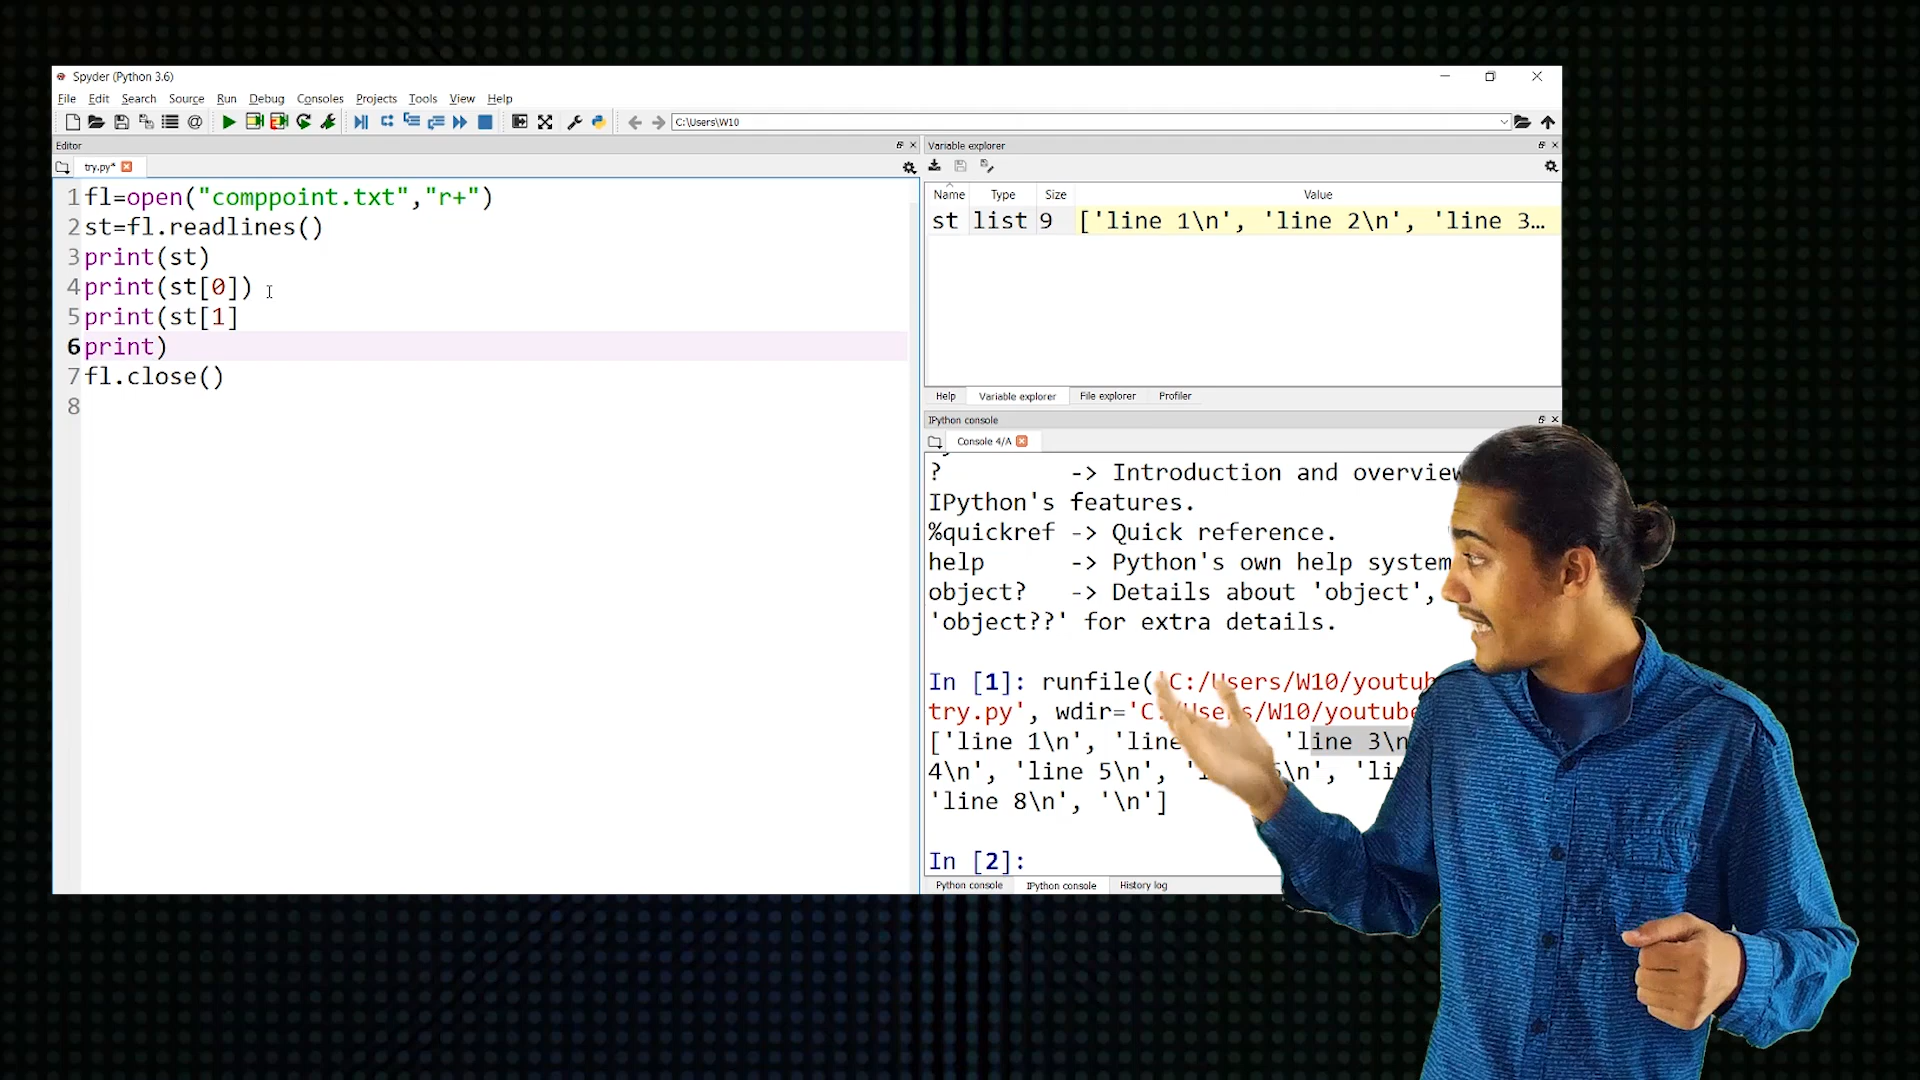 Spyder (Python 3.6)
File Edit Search Source Run Debug Consoles Projects Tools View Help
C:\Users\W10
Editor
try.py*
1 fl=open("comppoint.txt","r+")
2 st=fl.readlines()
3 print(st)
4 print(st[0])
5 print(st[1]
6 print)
7 fl.close()
8
Variable explorer
Name Type Size Value
st list 9 ['line 1\n', 'line 2\n', 'line 3...
Help Variable explorer File explorer Profiler
IPython console
Console 4/A
? -> Introduction and overview
IPython's features.
%quickref -> Quick reference.
help -> Python's own help system
object? -> Details about 'object',
'object??' for extra details.
In [1]: runfile('C:/Users/W10/youtub
try.py', wdir='C:/Users/W10/youtube
['line 1\n', 'line 'line 3\n
4\n', 'line 5\n', \n',
'line 8\n', '\n']
In [2]:
Python console IPython console History log